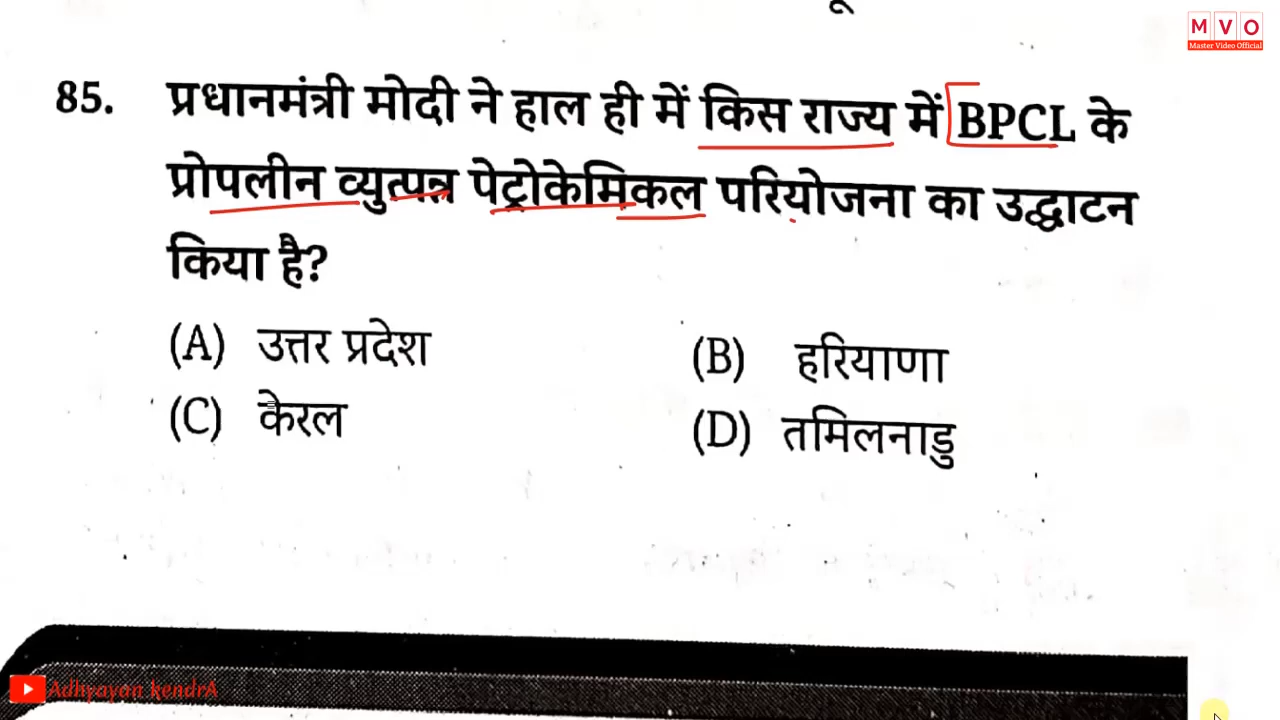 M V O
Master Video Official
85. प्रधानमंत्री मोदी ने हाल ही में किस राज्य में BPCL के
प्रोपलीन व्युत्पन्न पेट्रोकेमिकल परियोजना का उद्घाटन
किया है?
(A) उत्तर प्रदेश (B) हरियाणा
(C) केरल (D) तमिलनाडु
Adhyayan kendrA